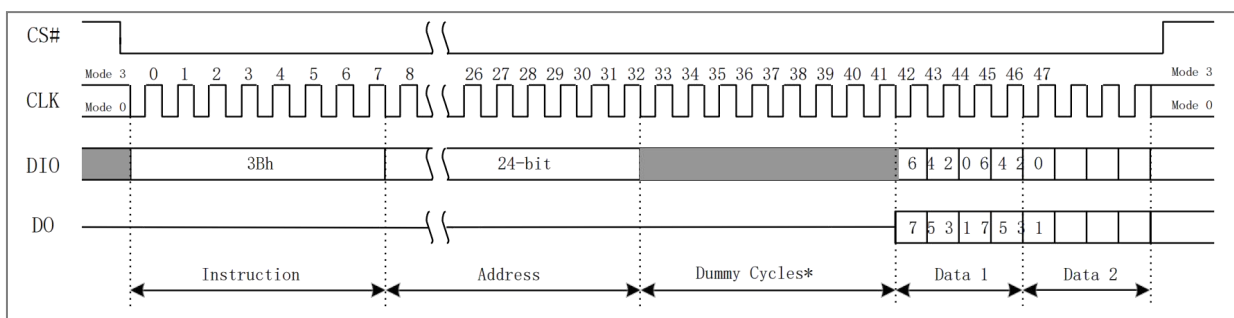 CS#
Mode 3 0 1 2 3 4 5 6 7 8 26 27 28 29 30 31 32 33 34 35 36 37 38 39 40 41 42 43 44 45 46 47 Mode 3
CLK
Mode 0 Mode 0
DIO 3Bh 24-bit 6 4 2 0 6 4 2 0
DO 7 5 3 1 7 5 3 1
Instruction Address Dummy Cycles* Data 1 Data 2